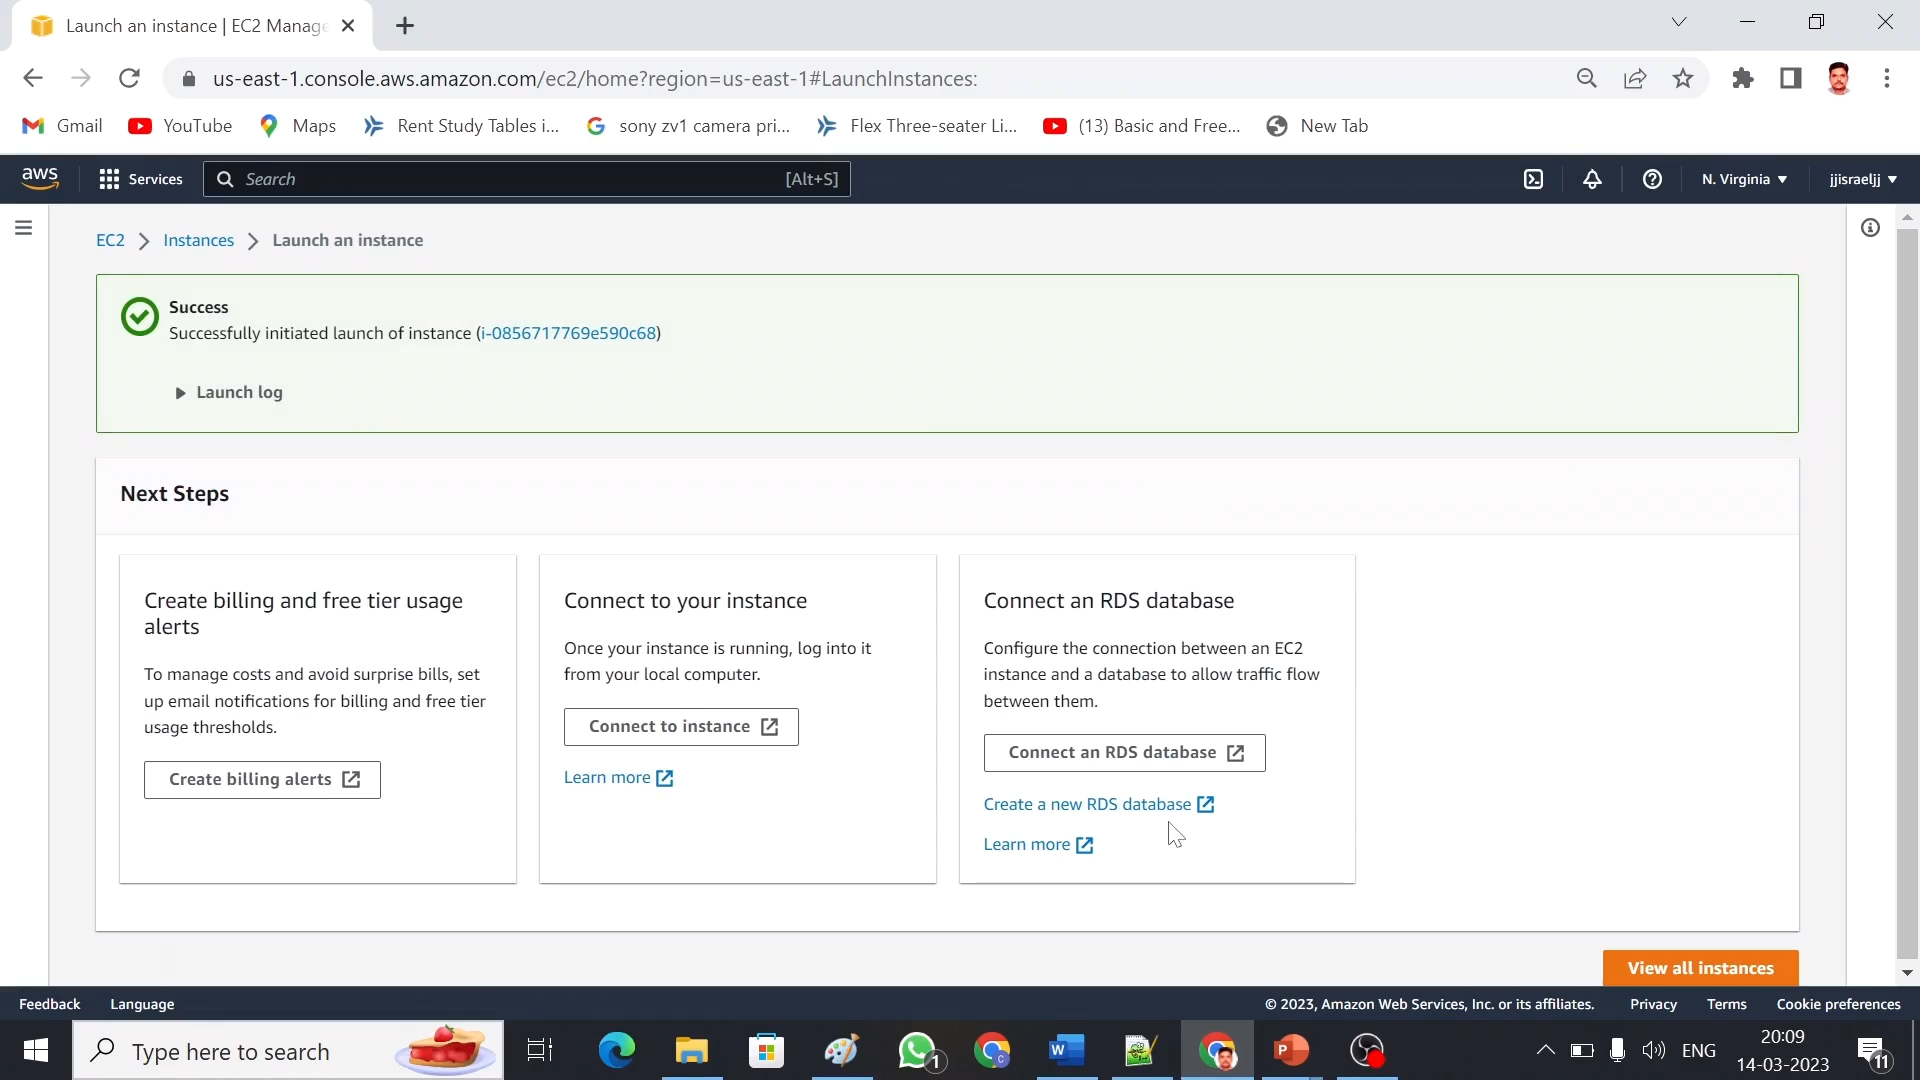 Launch an instance | EC2 Manage
us-east-1.console.aws.amazon.com/ec2/home?region=us-east-1#LaunchInstances:
Gmail YouTube Maps Rent Study Tables i... sony zv1 camera pri... Flex Three-seater Li... (13) Basic and Free... New Tab
aws Services Search [Alt+S] N. Virginia jjisraeljj
EC2 Instances Launch an instance
Success
Successfully initiated launch of instance (i-0856717769e590c68)
Launch log
Next Steps
Create billing and free tier usage
alerts
To manage costs and avoid surprise bills, set
up email notifications for billing and free tier
usage thresholds.
Create billing alerts
Connect to your instance
Once your instance is running, log into it
from your local computer.
Connect to instance
Learn more
Connect an RDS database
Configure the connection between an EC2
instance and a database to allow traffic flow
between them.
Connect an RDS database
Create a new RDS database
Learn more
View all instances
Feedback Language © 2023, Amazon Web Services, Inc. or its affiliates. Privacy Terms Cookie preferences
Type here to search 1 C W P ENG 20:09
14-03-2023 11